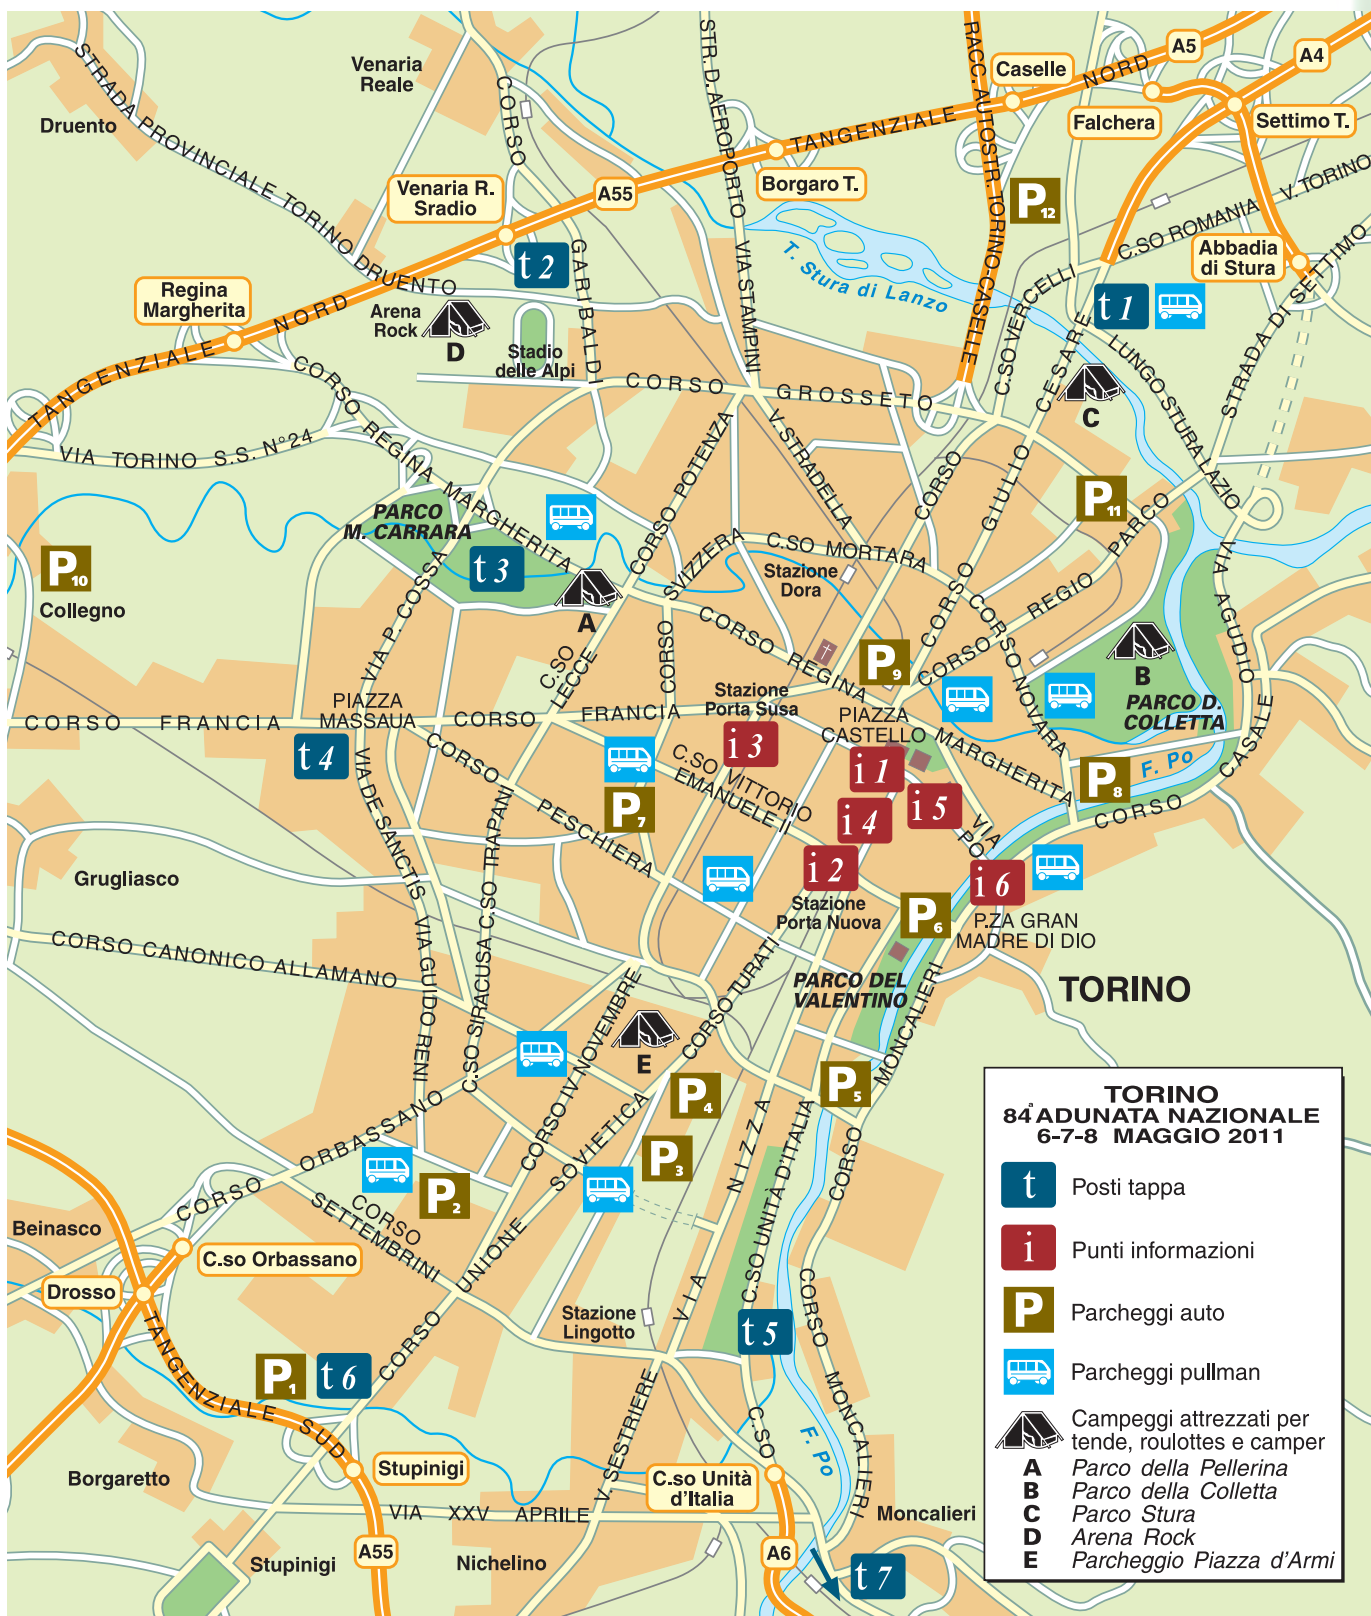 Venaria
Reale
Druento
STRADA PROVINCIALE TORINO DRUENTO
CORSO GARIBALDI
STR. D. AEROPORTO
VIA STAMPINI
RACC. AUTOSTR. TORINO-CASELLE
Caselle
A5
A4
TANGENZIALE NORD
Falchera
Settimo T.
Borgaro T.
A55
Venaria R.
Sradio
P12
C.SO ROMANIA
V. TORINO
Abbadia
di Stura
T. Stura di Lanzo
t 2
t 1
Regina
Margherita
TANGENZIALE NORD
Arena
Rock
D
Stadio
delle Alpi
C.SO VERCELLI
STRADA DI SETTIMO
LUNGO STURA LAZIO
C
CORSO GROSSETO
CORSO GIULIO CESARE
VIA TORINO S.S. N°24
CORSO REGINA MARGHERITA
CORSO POTENZA
V. STRADELLA
CORSO
P11
PARCO
M. CARRARA
t 3
P10
Collegno
C.SO MORTARA
Stazione
Dora
CORSO SVIZZERA
CORSO REGIO PARCO
VIA AGUDIO
VIA P. COSSA
A
C.SO LECCE
CORSO REGINA MARGHERITA
CORSO NOVARA
P9
B
PARCO D.
COLLETTA
CORSO FRANCIA
PIAZZA
MASSAUA
CORSO FRANCIA
Stazione
Porta Susa
PIAZZA
CASTELLO
i 3
i 1
i 5
i 4
i 2
i 6
t 4
P8
F. Po
CORSO CASALE
C.SO VITTORIO
EMANUELE II
VIA PO
CORSO PESCHIERA
P7
VIA DE SANCTIS
C.SO TRAPANI
Grugliasco
Stazione
Porta Nuova
P6
P.ZA GRAN
MADRE DI DIO
CORSO CANONICO ALLAMANO
VIA GUIDO RENI
C.SO SIRACUSA
PARCO DEL
VALENTINO
TORINO
CORSO TURATI
CORSO IV NOVEMBRE
E
P4
P5
CORSO MONCALIERI
P3
CORSO ORBASSANO
P2
CORSO
SETTEMBRINI
CORSO UNIONE SOVIETICA
VIA NIZZA
C.SO UNITÀ D'ITALIA
Beinasco
C.so Orbassano
Drosso
Stazione
Lingotto
t 5
CORSO MONCALIERI
P1
t 6
TANGENZIALE SUD
V. SESTRIERE
C.SO
F. Po
Stupinigi
C.so Unità
d'Italia
Borgaretto
VIA XXV APRILE
Moncalieri
A55
Stupinigi
Nichelino
A6
t 7
TORINO
84ª ADUNATA NAZIONALE
6-7-8 MAGGIO 2011
t Posti tappa
i Punti informazioni
P Parcheggi auto
Parcheggi pullman
Campeggi attrezzati per
tende, roulottes e camper
A Parco della Pellerina
B Parco della Colletta
C Parco Stura
D Arena Rock
E Parcheggio Piazza d'Armi